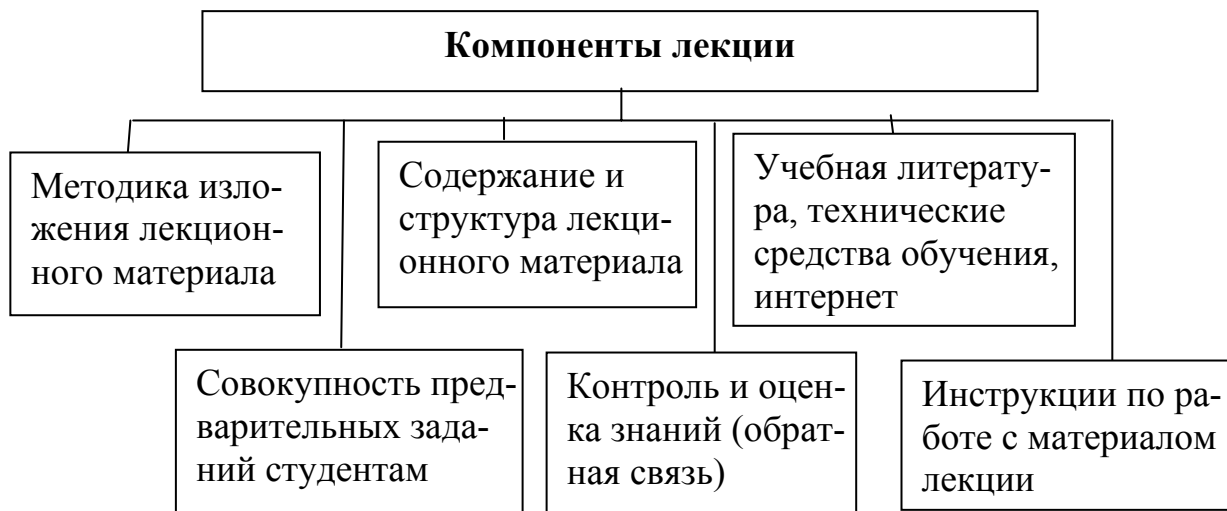 Компоненты лекции
Методика изло-
жения лекцион-
ного материала
Содержание и
структура лекци-
онного материала
Учебная литерату-
ра, технические
средства обучения,
интернет
Совокупность пред-
варительных зада-
ний студентам
Контроль и оцен-
ка знаний (обрат-
ная связь)
Инструкции по ра-
боте с материалом
лекции